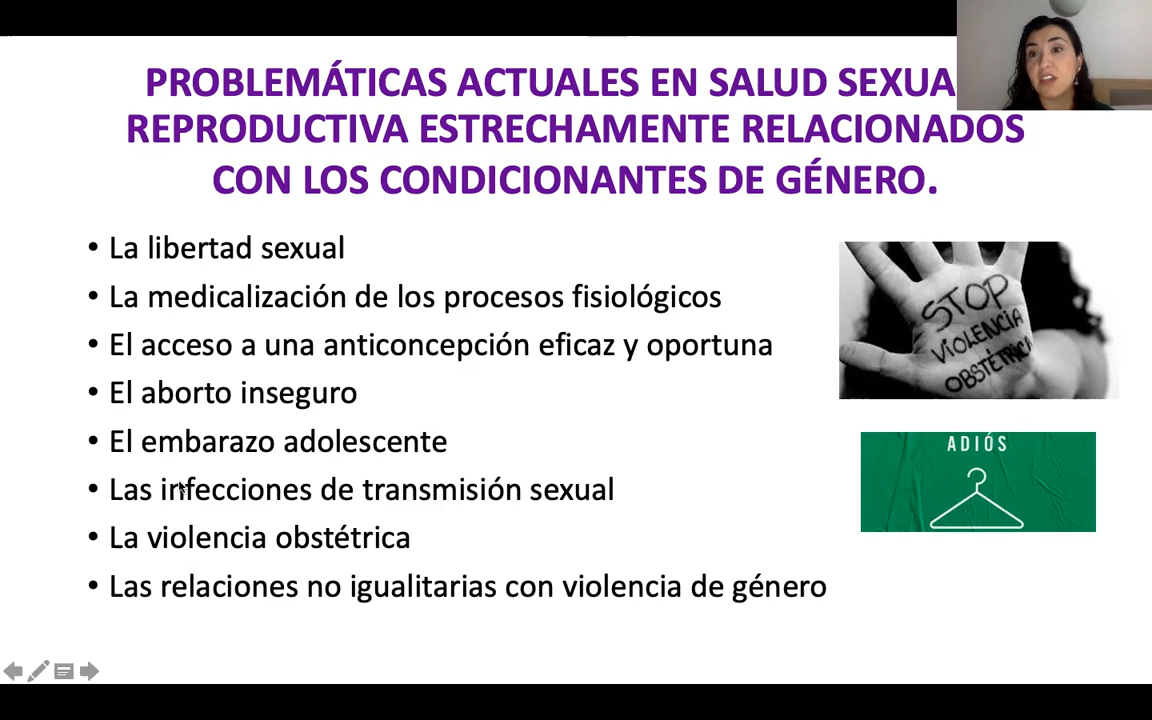 PROBLEMÁTICAS ACTUALES EN SALUD SEXUA
REPRODUCTIVA ESTRECHAMENTE RELACIONADOS
CON LOS CONDICIONANTES DE GÉNERO.
• La libertad sexual
• La medicalización de los procesos fisiológicos
• El acceso a una anticoncepción eficaz y oportuna
• El aborto inseguro
• El embarazo adolescente
• Las infecciones de transmisión sexual
• La violencia obstétrica
• Las relaciones no igualitarias con violencia de género
STOP
VIOLENCIA
OBSTÉTRICA
ADIÓS